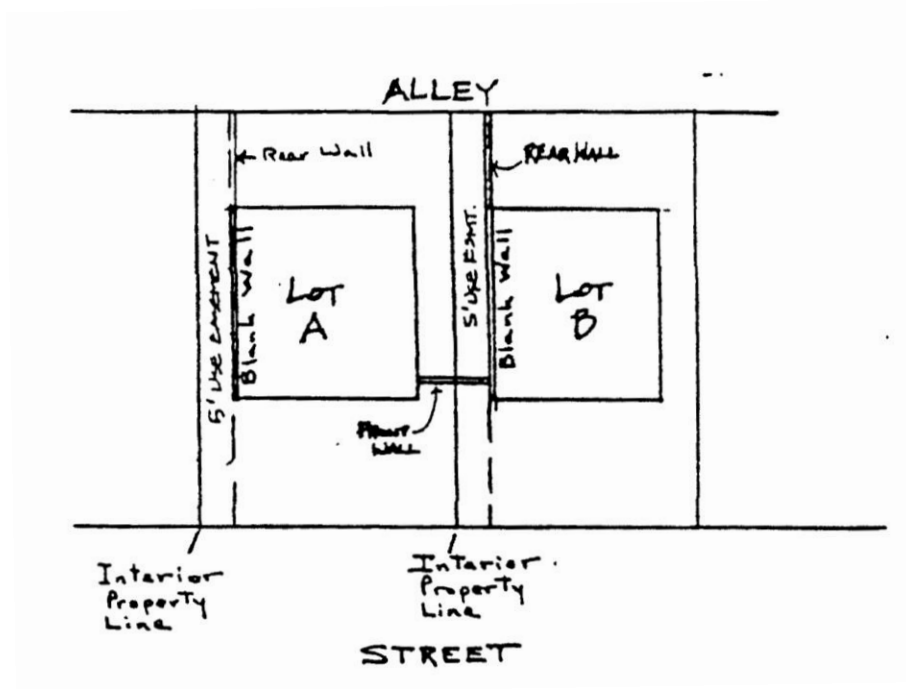 ALLEY
← Rear Wall
REAR WALL
5' USE EASEMENT
Blank Wall
LOT
A
5' USE ESMT.
Blank Wall
LOT
B
FRONT
WALL
Interior
Property
Line
Interior
Property
Line
STREET